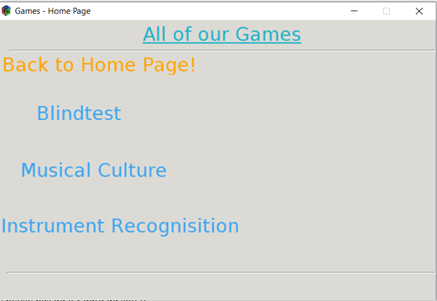 Games - Home Page
All of our Games
Back to Home Page!
Blindtest
Musical Culture
Instrument Recognisition